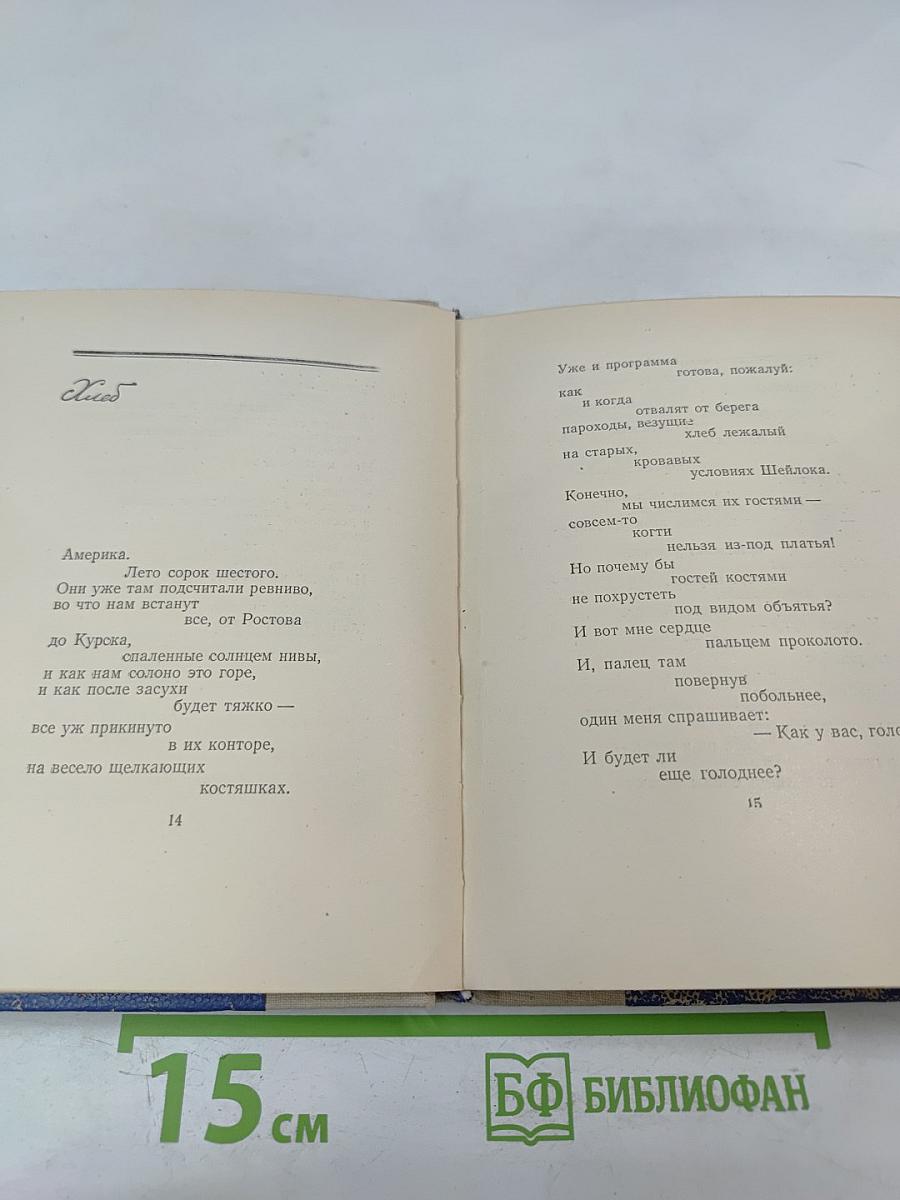 Хлеб
Америка.
Лето сорок шестого.
Они уже там подсчитали ревниво,
во что нам встанут
все, от Ростова
до Курска,
спаленные солнцем нивы,
и как нам солоно это горе,
и как после засухи
будет тяжко —
все уж прикинуто
в их конторе,
на весело щелкающих
костяшках.
14
Уже и программа
готова, пожалуй:
как
и когда
отвалят от берега
пароходы, везущие
хлеб лежалый
на старых,
кровавых
условиях Шейлока.
Конечно,
мы числимся их гостями —
совсем-то
когти
нельзя из-под платья!
Но почему бы
гостей костями
не похрустеть
под видом объятья?
И вот мне сердце
пальцем проколото.
И, палец там
повернув
побольнее,
один меня спрашивает:
— Как у вас, голо
И будет ли
еще голоднее?
15
15 см
БФ БИБЛИОФАН